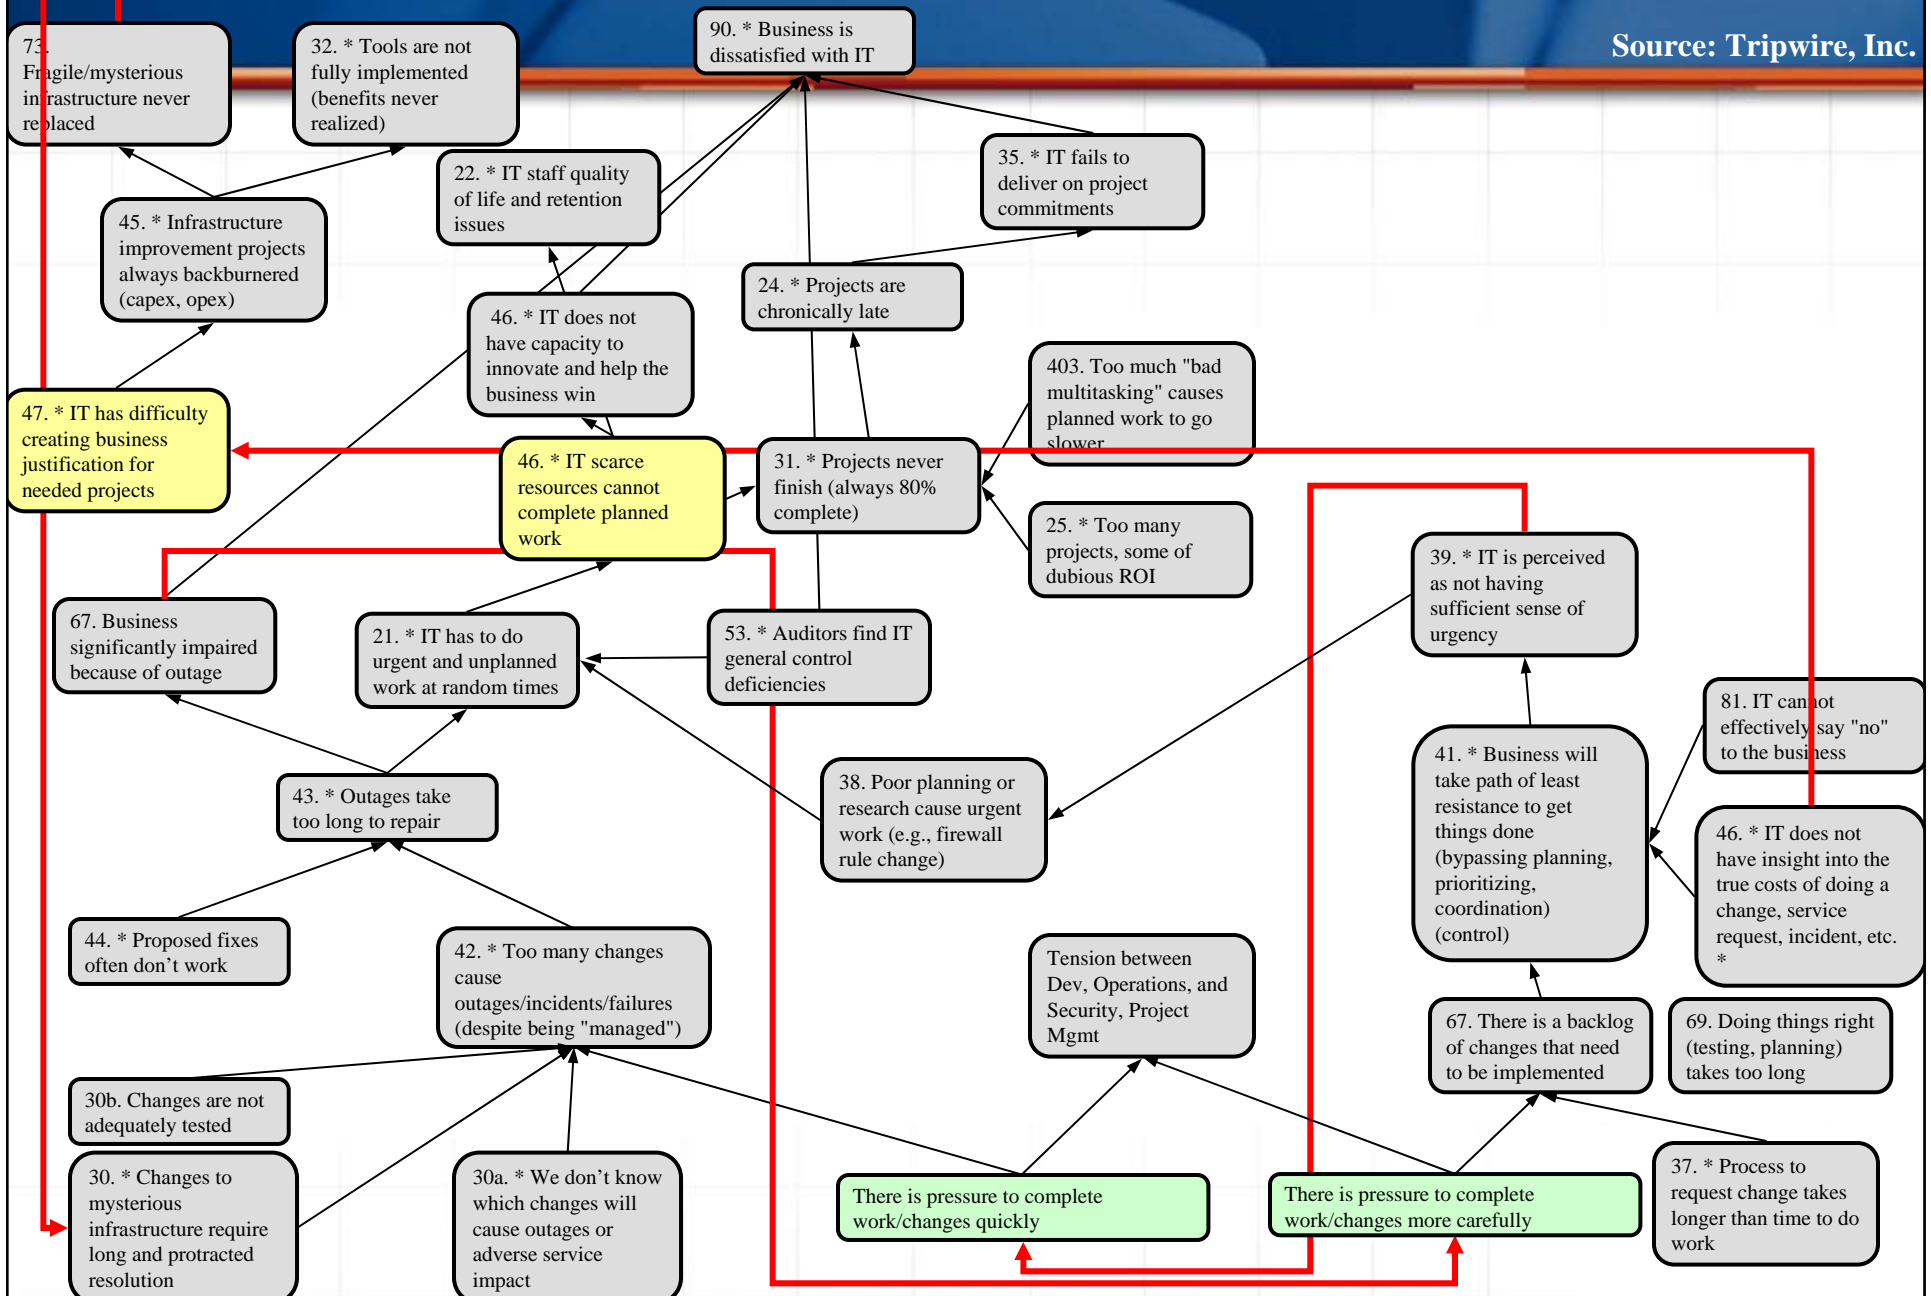 Source: Tripwire, Inc.
73.
Fragile/mysterious
infrastructure never
replaced
32. * Tools are not
fully implemented
(benefits never
realized)
90. * Business is
dissatisfied with IT
22. * IT staff quality
of life and retention
issues
35. * IT fails to
deliver on project
commitments
45. * Infrastructure
improvement projects
always backburnered
(capex, opex)
24. * Projects are
chronically late
46. * IT does not
have capacity to
innovate and help the
business win
403. Too much "bad
multitasking" causes
planned work to go
slower
47. * IT has difficulty
creating business
justification for
needed projects
46. * IT scarce
resources cannot
complete planned
work
31. * Projects never
finish (always 80%
complete)
25. * Too many
projects, some of
dubious ROI
39. * IT is perceived
as not having
sufficient sense of
urgency
67. Business
significantly impaired
because of outage
21. * IT has to do
urgent and unplanned
work at random times
53. * Auditors find IT
general control
deficiencies
81. IT cannot
effectively say "no"
to the business
41. * Business will
take path of least
resistance to get
things done
(bypassing planning,
prioritizing,
coordination)
(control)
43. * Outages take
too long to repair
38. Poor planning or
research cause urgent
work (e.g., firewall
rule change)
46. * IT does not
have insight into the
true costs of doing a
change, service
request, incident, etc.
*
44. * Proposed fixes
often don’t work
42. * Too many changes
cause
outages/incidents/failures
(despite being "managed")
Tension between
Dev, Operations, and
Security, Project
Mgmt
67. There is a backlog
of changes that need
to be implemented
69. Doing things right
(testing, planning)
takes too long
30b. Changes are not
adequately tested
30. * Changes to
mysterious
infrastructure require
long and protracted
resolution
30a. * We don’t know
which changes will
cause outages or
adverse service
impact
There is pressure to complete
work/changes quickly
There is pressure to complete
work/changes more carefully
37. * Process to
request change takes
longer than time to do
work